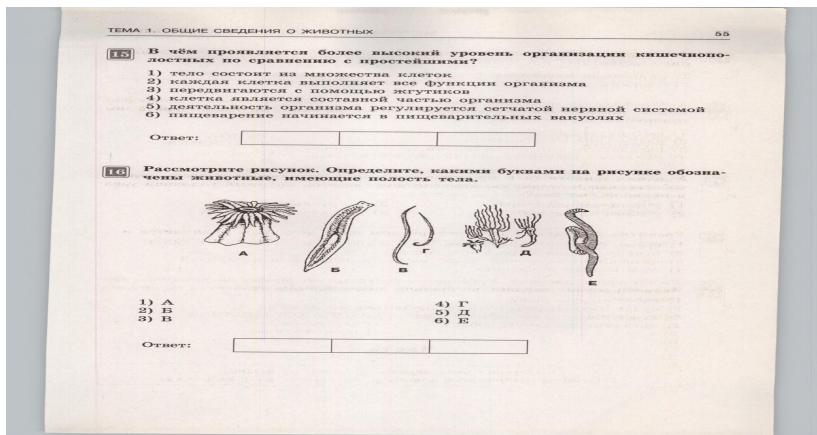 ТЕМА 1. ОБЩИЕ СВЕДЕНИЯ О ЖИВОТНЫХ 55
15 В чём проявляется более высокий уровень организации кишечнопо-
лостных по сравнению с простейшими?
1) тело состоит из множества клеток
2) каждая клетка выполняет все функции организма
3) передвигаются с помощью жгутиков
4) клетка является составной частью организма
5) деятельность организма регулируется сетчатой нервной системой
6) пищеварение начинается в пищеварительных вакуолях
Ответ:
16 Рассмотрите рисунок. Определите, какими буквами на рисунке обозна-
чены животные, имеющие полость тела.
А Б В Г Д Е
1) А 4) Г
2) Б 5) Д
3) В 6) Е
Ответ: